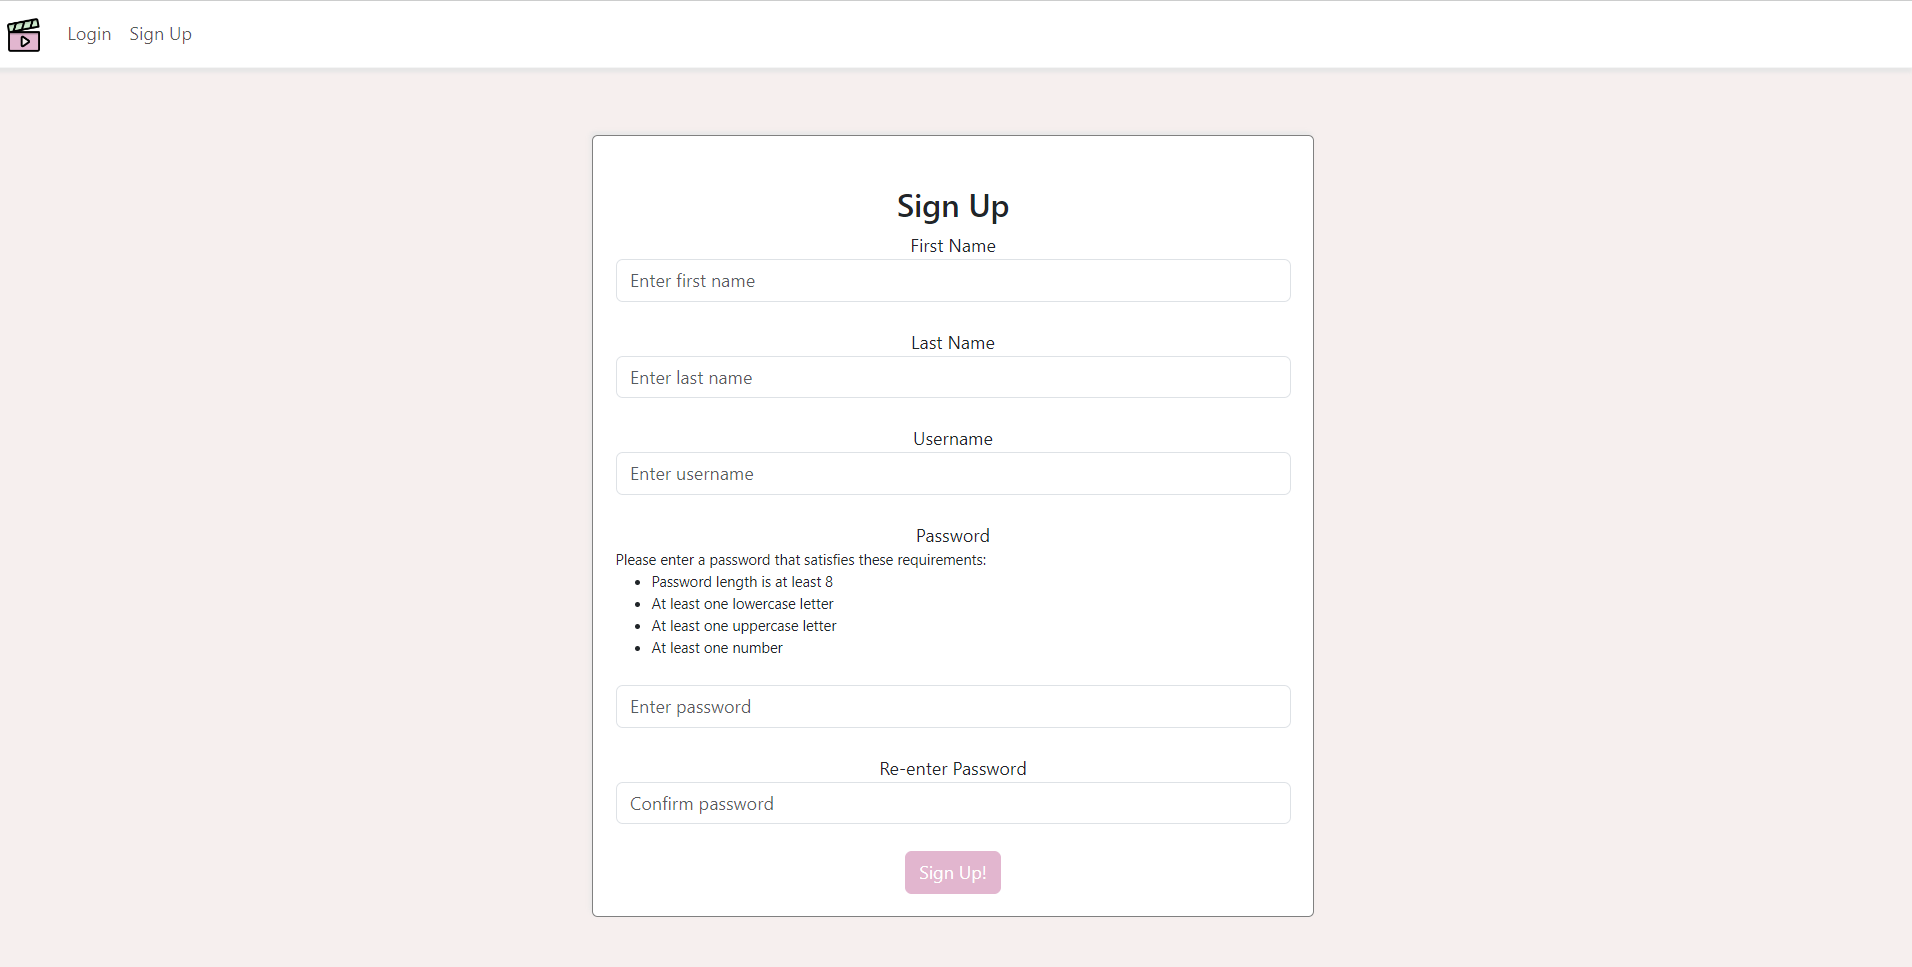 Login Sign Up
Sign Up
First Name
Enter first name
Last Name
Enter last name
Username
Enter username
Password
Please enter a password that satisfies these requirements:
• Password length is at least 8
• At least one lowercase letter
• At least one uppercase letter
• At least one number
Enter password
Re-enter Password
Confirm password
Sign Up!